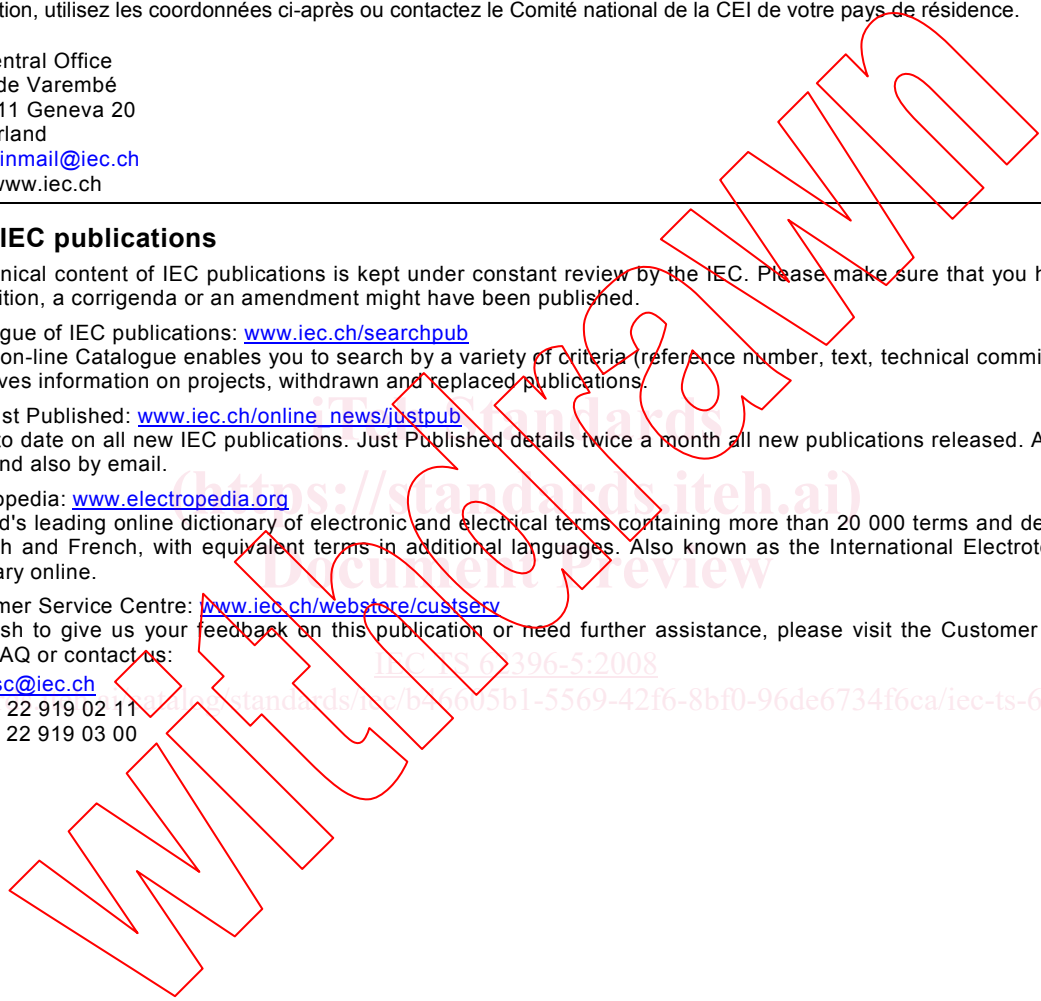 tion, utilisez les coordonnées ci-après ou contactez le Comité national de la CEI de votre pays de résidence.
entral Office
de Varembé
11 Geneva 20
rland
inmail@iec.ch
www.iec.ch
IEC publications
nical content of IEC publications is kept under constant review by the IEC. Please make sure that you h
ition, a corrigenda or an amendment might have been published.
gue of IEC publications: www.iec.ch/searchpub
on-line Catalogue enables you to search by a variety of criteria (reference number, text, technical commi
ves information on projects, withdrawn and replaced publications.
st Published: www.iec.ch/online_news/justpub
to date on all new IEC publications. Just Published details twice a month all new publications released. A
nd also by email.
opedia: www.electropedia.org
d's leading online dictionary of electronic and electrical terms containing more than 20 000 terms and de
h and French, with equivalent terms in additional languages. Also known as the International Electrot
ary online.
mer Service Centre: www.iec.ch/webstore/custserv
sh to give us your feedback on this publication or need further assistance, please visit the Customer
AQ or contact us:
sc@iec.ch
22 919 02 11
22 919 03 00
iTeh Standards
(https://standards.iteh.ai)
Document Preview
IEC TS 62396-5:2008
/standards/iec/b46605b1-5569-42f6-8bf0-96de6734f6ca/iec-ts-6
withdrawn